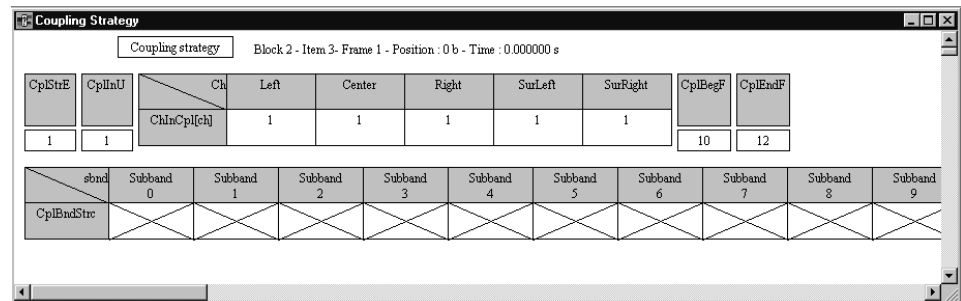 Coupling Strategy
Coupling strategy Block 2 - Item 3- Frame 1 - Position : 0 b - Time : 0.000000 s
CplStrE CplInU Ch Left Center Right SurLeft SurRight CplBegF CplEndF
ChInCpl[ch] 1 1 1 1 1
1 1 10 12
sbnd Subband Subband Subband Subband Subband Subband Subband Subband Subband Subband
0 1 2 3 4 5 6 7 8 9
CplBndStrc